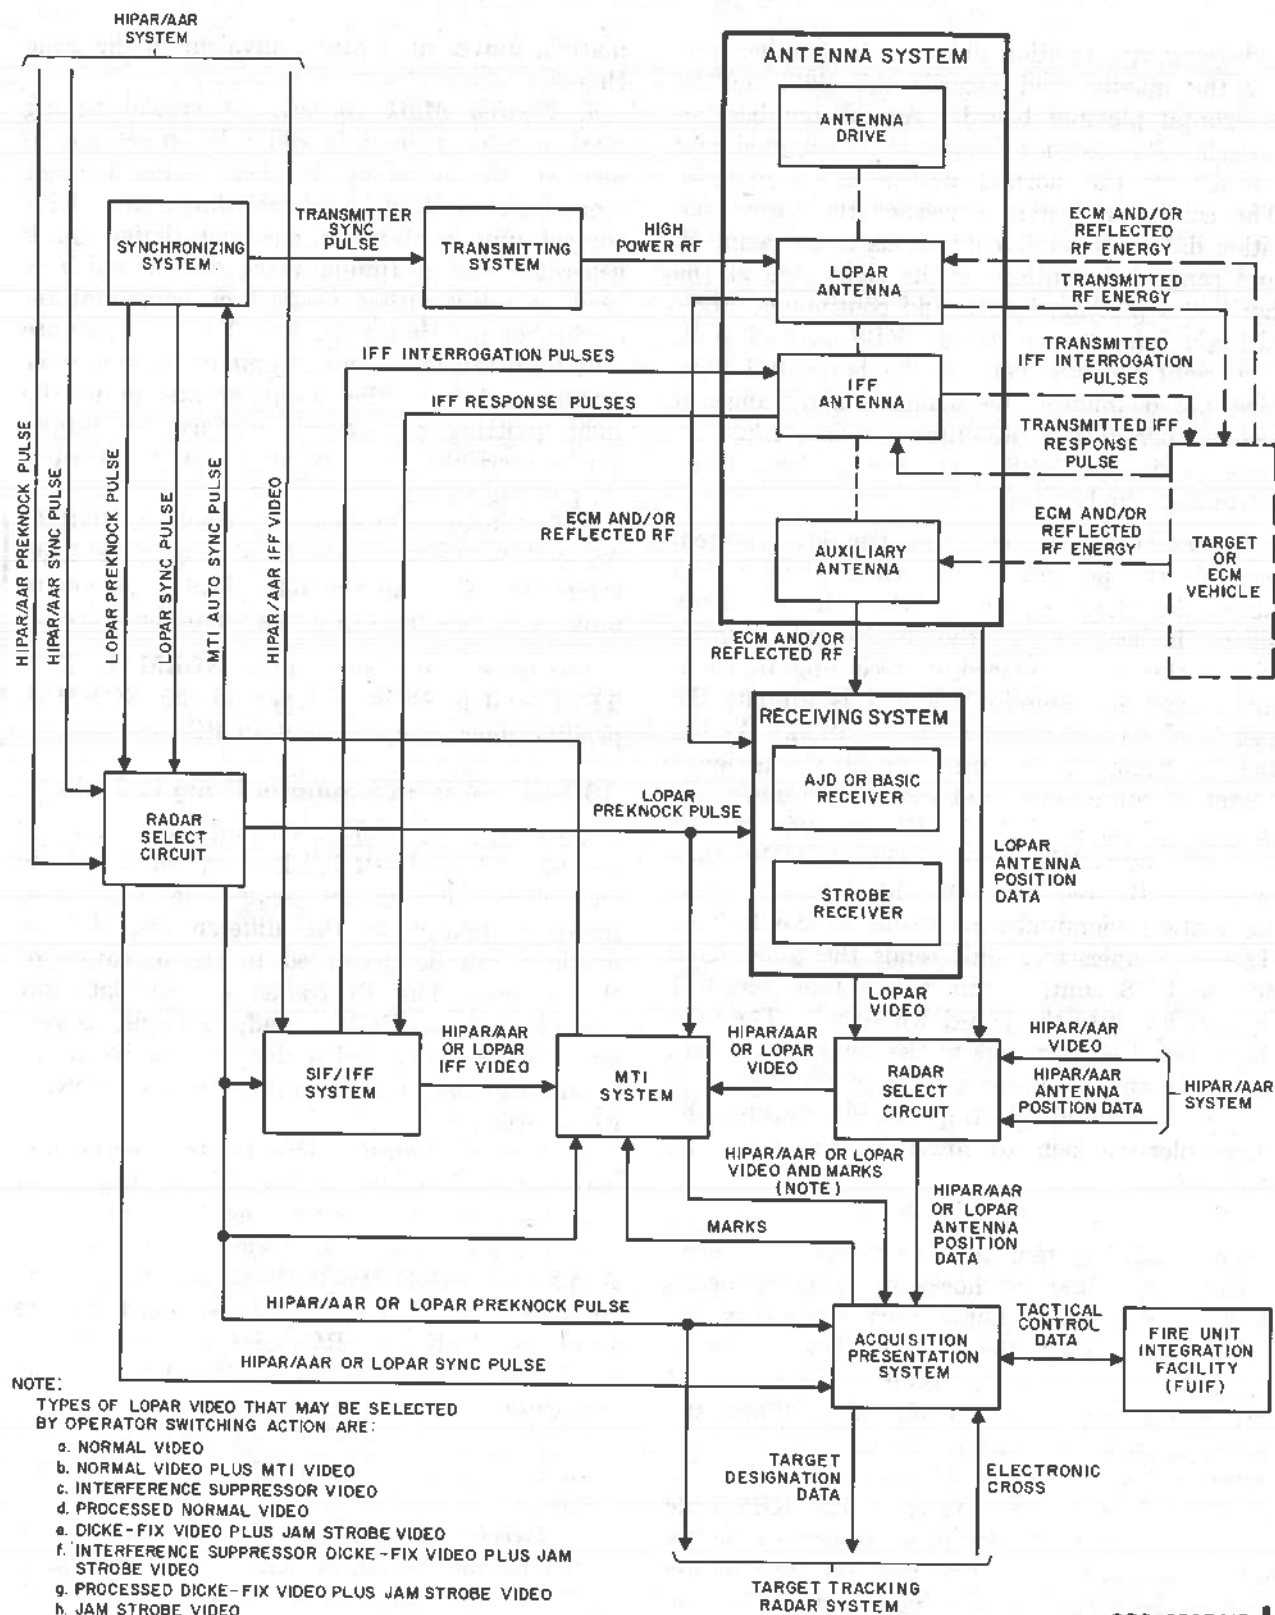 HIPAR/AAR
SYSTEM
ANTENNA SYSTEM
ANTENNA
DRIVE
SYNCHRONIZING
SYSTEM
TRANSMITTER
SYNC
PULSE
TRANSMITTING
SYSTEM
HIGH
POWER RF
LOPAR
ANTENNA
ECM AND/OR
REFLECTED
RF ENERGY
TRANSMITTED
RF ENERGY
TRANSMITTED
IFF INTERROGATION
PULSES
IFF INTERROGATION PULSES
IFF RESPONSE PULSES
IFF
ANTENNA
TRANSMITTED IFF
RESPONSE
PULSE
HIPAR/AAR PREKNOCK PULSE
HIPAR/AAR SYNC PULSE
LOPAR PREKNOCK PULSE
LOPAR SYNC PULSE
MTI AUTO SYNC PULSE
HIPAR/AAR IFF VIDEO
ECM AND/OR
REFLECTED RF
AUXILIARY
ANTENNA
ECM AND/OR
REFLECTED
RF ENERGY
TARGET
OR
ECM
VEHICLE
ECM AND/OR
REFLECTED RF
RECEIVING SYSTEM
AJD OR BASIC
RECEIVER
STROBE
RECEIVER
RADAR
SELECT
CIRCUIT
LOPAR
PREKNOCK PULSE
LOPAR
ANTENNA
POSITION
DATA
LOPAR
VIDEO
SIF/IFF
SYSTEM
HIPAR/AAR
OR LOPAR
IFF VIDEO
MTI
SYSTEM
HIPAR/AAR
OR LOPAR
VIDEO
RADAR
SELECT
CIRCUIT
HIPAR/AAR
VIDEO
HIPAR/AAR
ANTENNA
POSITION DATA
HIPAR/AAR
SYSTEM
HIPAR/AAR OR LOPAR
VIDEO AND MARKS
(NOTE)
MARKS
HIPAR/AAR
OR LOPAR
ANTENNA
POSITION
DATA
HIPAR/AAR OR LOPAR PREKNOCK PULSE
HIPAR/AAR OR LOPAR SYNC PULSE
ACQUISITION
PRESENTATION
SYSTEM
TACTICAL
CONTROL
DATA
FIRE UNIT
INTEGRATION
FACILITY
(FUIF)
TARGET
DESIGNATION
DATA
ELECTRONIC
CROSS
TARGET TRACKING
RADAR SYSTEM
NOTE:
TYPES OF LOPAR VIDEO THAT MAY BE SELECTED
BY OPERATOR SWITCHING ACTION ARE:
a. NORMAL VIDEO
b. NORMAL VIDEO PLUS MTI VIDEO
c. INTERFERENCE SUPPRESSOR VIDEO
d. PROCESSED NORMAL VIDEO
e. DICKE-FIX VIDEO PLUS JAM STROBE VIDEO
f. INTERFERENCE SUPPRESSOR DICKE-FIX VIDEO PLUS JAM
STROBE VIDEO
g. PROCESSED DICKE-FIX VIDEO PLUS JAM STROBE VIDEO
h. JAM STROBE VIDEO